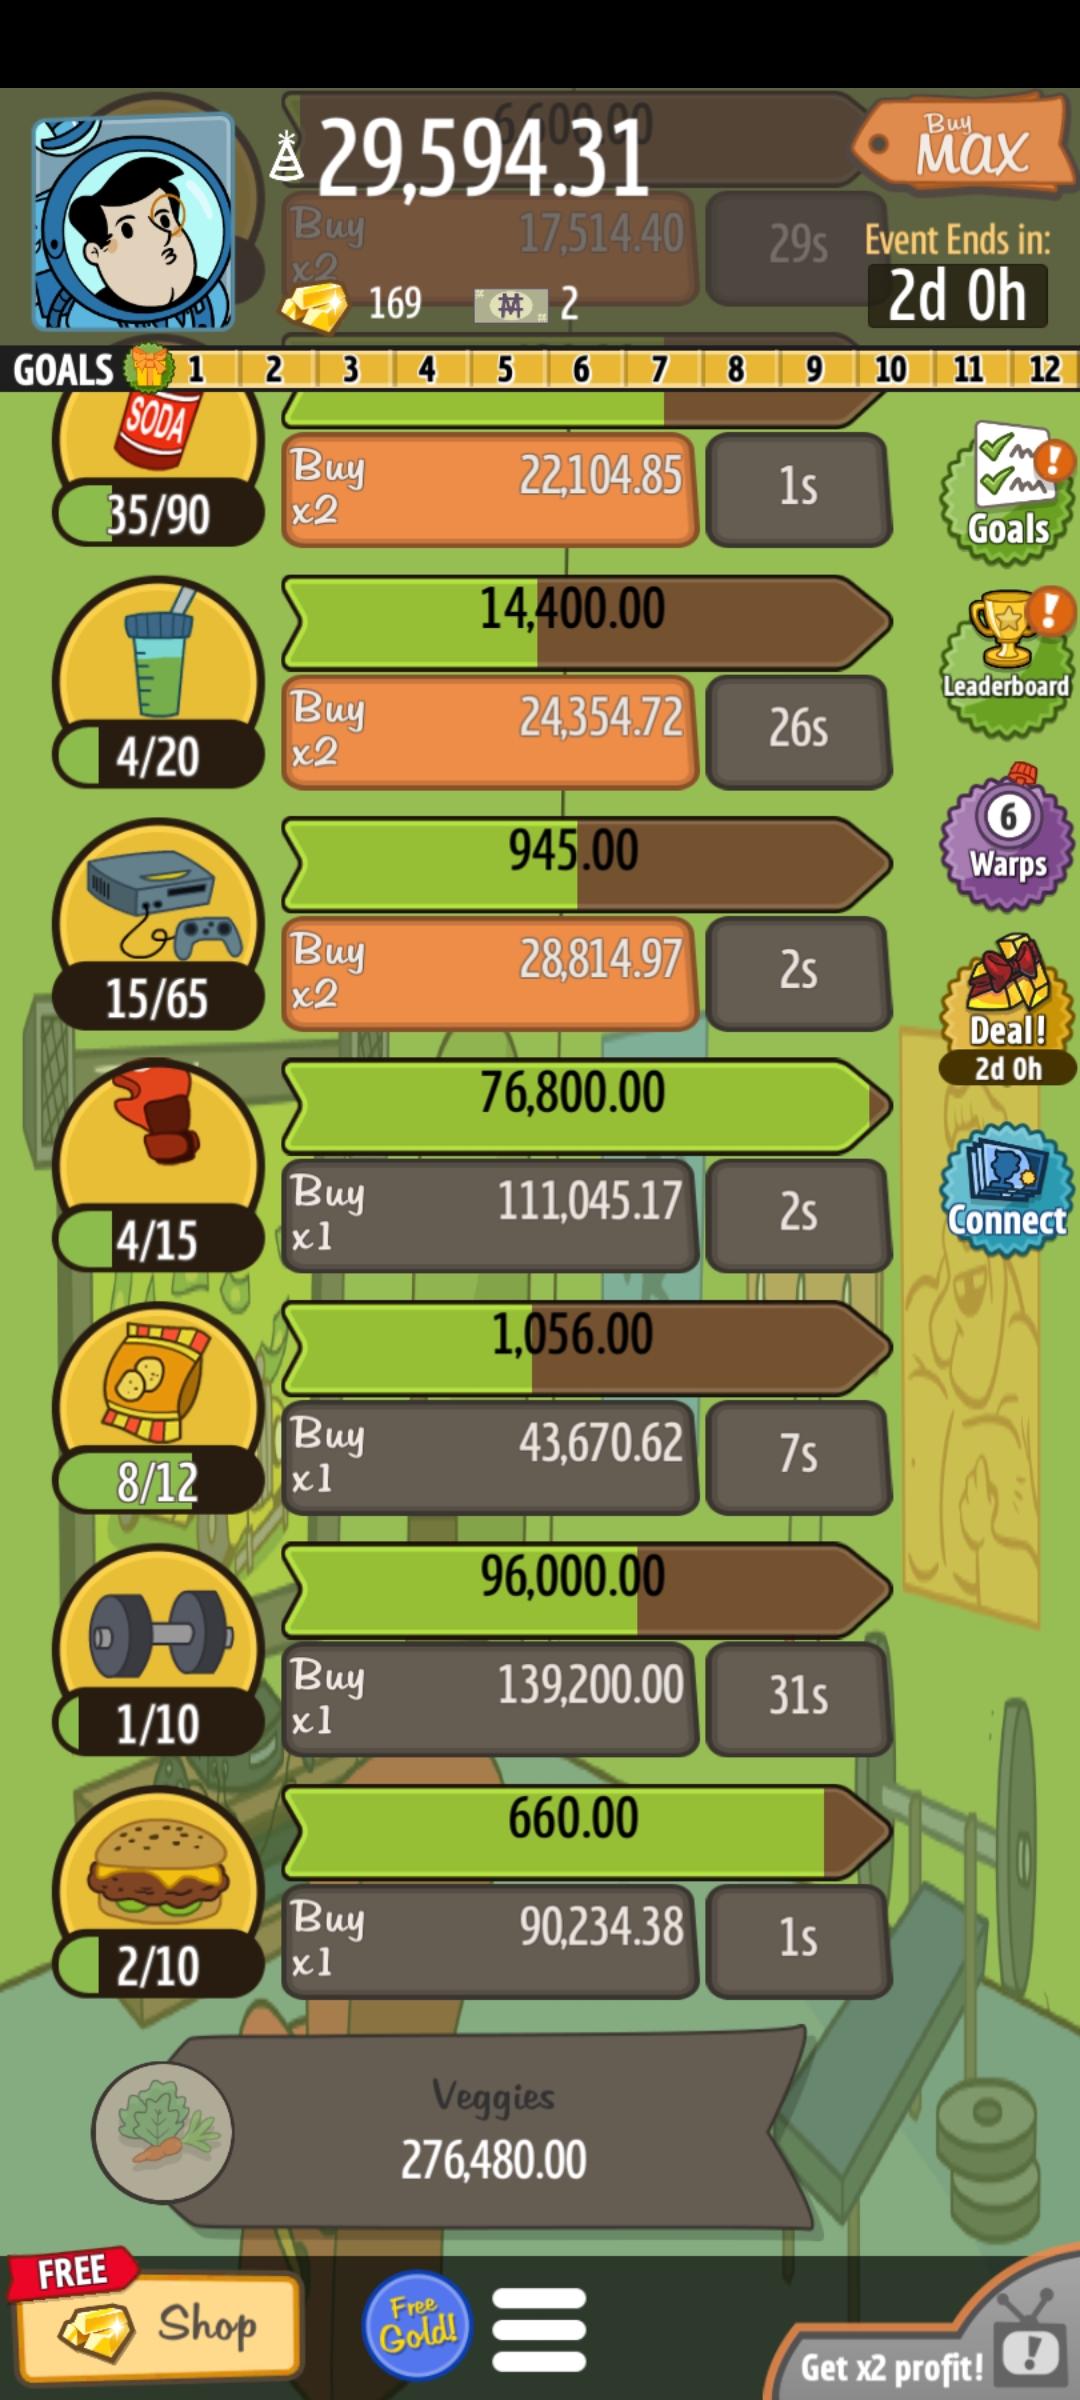 6,600.00
29,594.31
Buy
MAX
Buy
x2
17,514.40
29s
Event Ends in:
2d 0h
169
2
GOALS 1 2 3 4 5 6 7 8 9 10 11 12
SODA
35/90
Buy
x2
22,104.85
1s
Goals
14,400.00
4/20
Buy
x2
24,354.72
26s
Leaderboard
945.00
15/65
Buy
x2
28,814.97
2s
6
Warps
Deal!
2d 0h
76,800.00
4/15
Buy
x1
111,045.17
2s
Connect
1,056.00
8/12
Buy
x1
43,670.62
7s
96,000.00
1/10
Buy
x1
139,200.00
31s
660.00
2/10
Buy
x1
90,234.38
1s
Veggies
276,480.00
FREE
Shop
Free
Gold!
Get x2 profit!